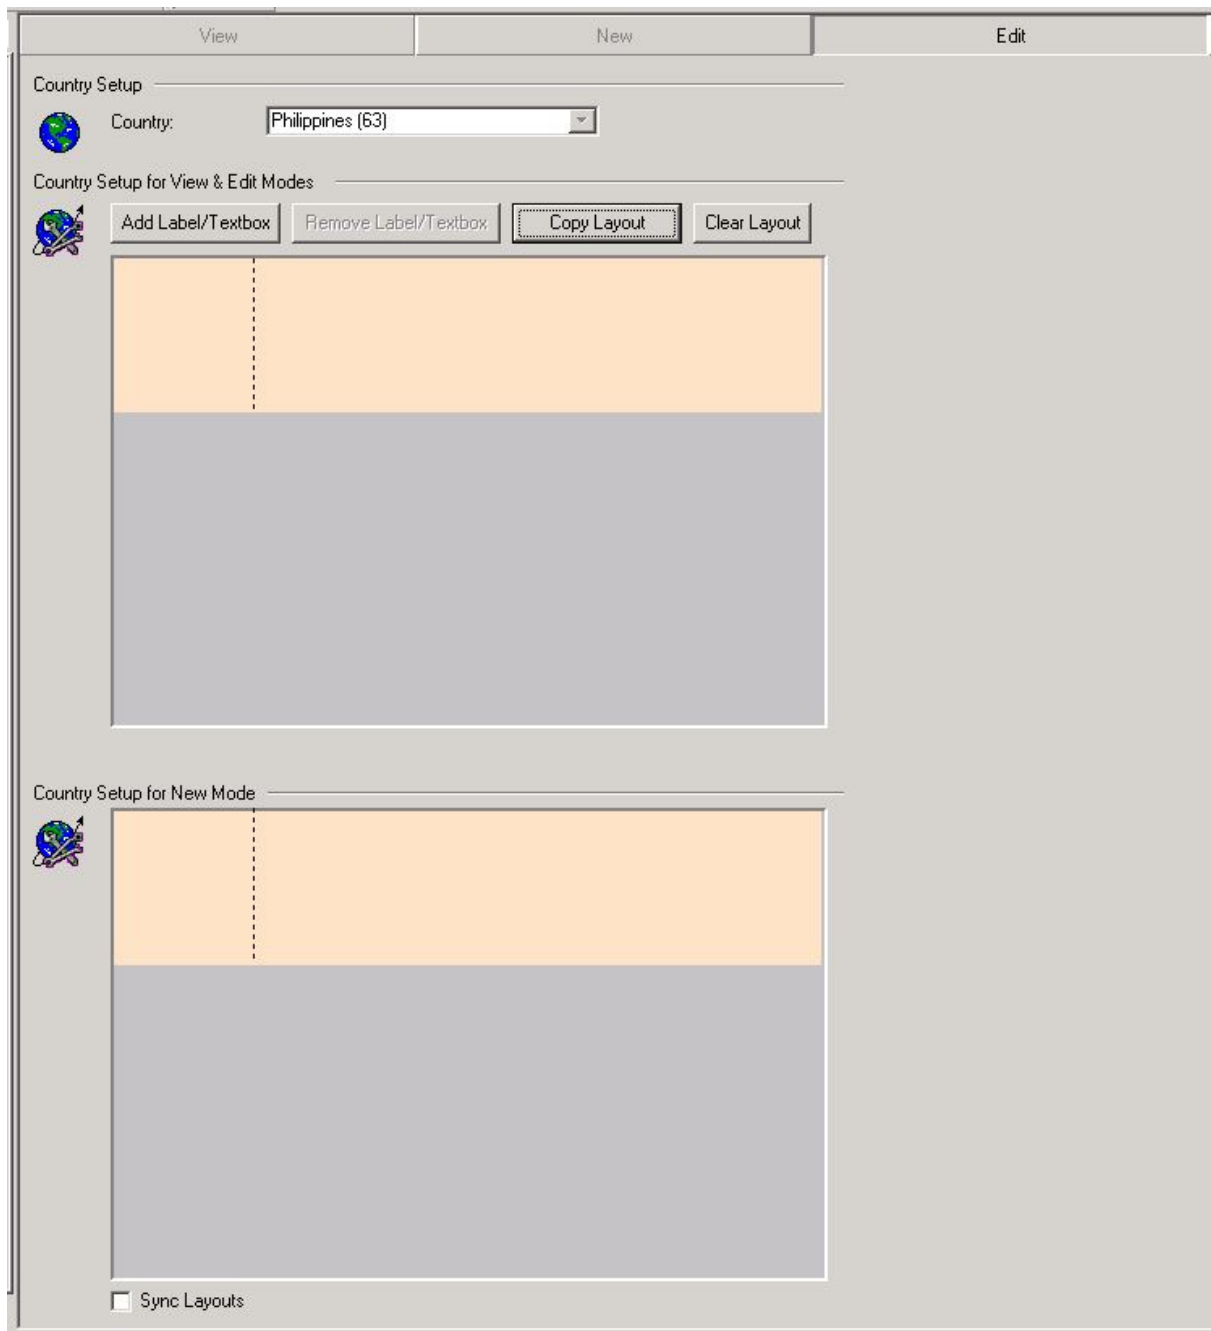 View New Edit
Country Setup
Country: Philippines (63)
Country Setup for View & Edit Modes
Add Label/Textbox Remove Label/Textbox Copy Layout Clear Layout
Country Setup for New Mode
Sync Layouts